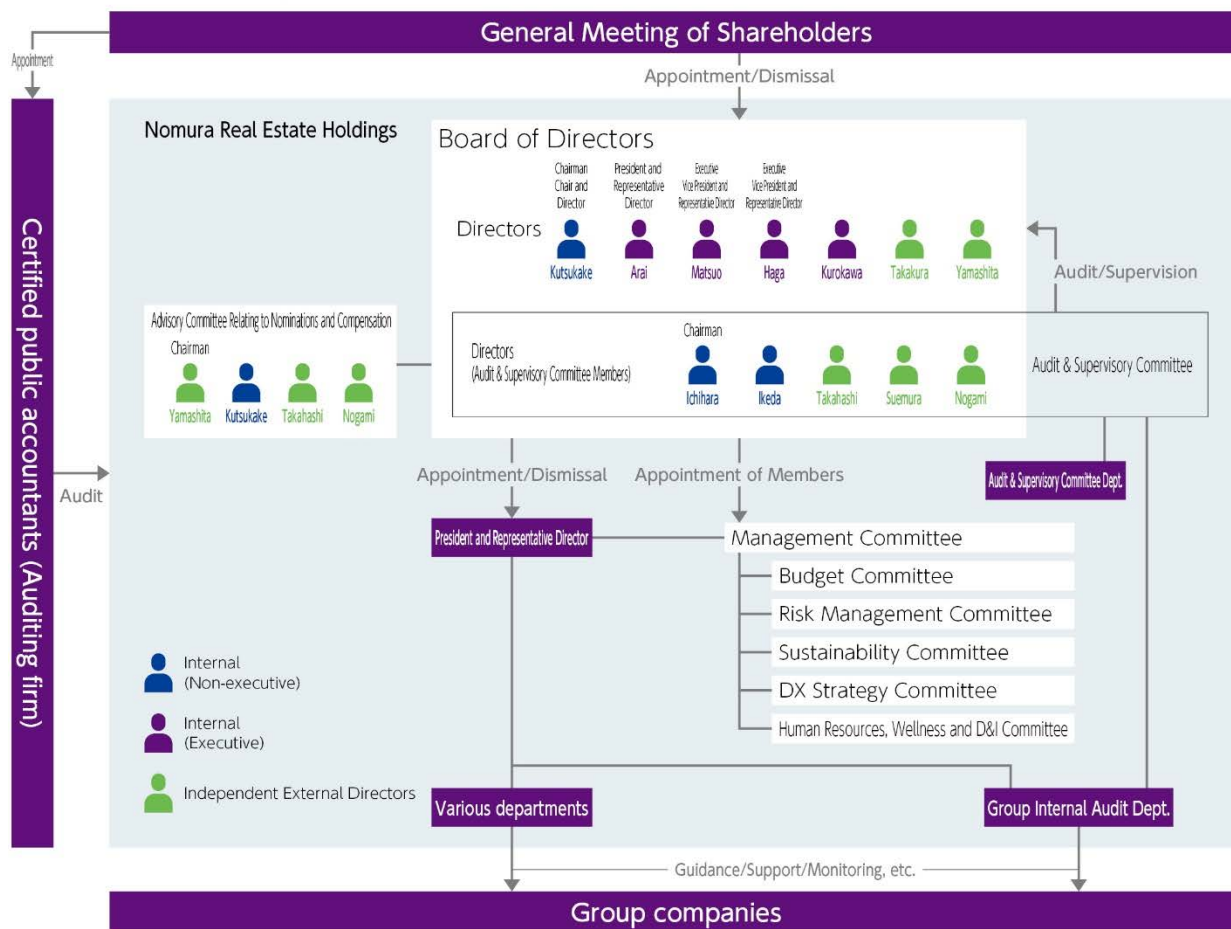 General Meeting of Shareholders
Appointment
Appointment/Dismissal
Certified public accountants (Auditing firm)
Nomura Real Estate Holdings
Board of Directors
Chairman
Chair and
Director
President and
Representative
Director
Executive
Vice President and
Representative Director
Executive
Vice President and
Representative Director
Directors
Kutsukake
Arai
Matsuo
Haga
Kurokawa
Takakura
Yamashita
Audit/Supervision
Advisory Committee Relating to Nominations and Compensation
Chairman
Yamashita
Kutsukake
Takahashi
Nogami
Directors
(Audit & Supervisory Committee Members)
Chairman
Ichihara
Ikeda
Takahashi
Suemura
Nogami
Audit & Supervisory Committee
Audit
Appointment/Dismissal
Appointment of Members
Audit & Supervisory Committee Dept.
President and Representative Director
Management Committee
Budget Committee
Risk Management Committee
Sustainability Committee
DX Strategy Committee
Human Resources, Wellness and D&I Committee
Internal
(Non-executive)
Internal
(Executive)
Independent External Directors
Various departments
Group Internal Audit Dept.
Guidance/Support/Monitoring, etc.
Group companies